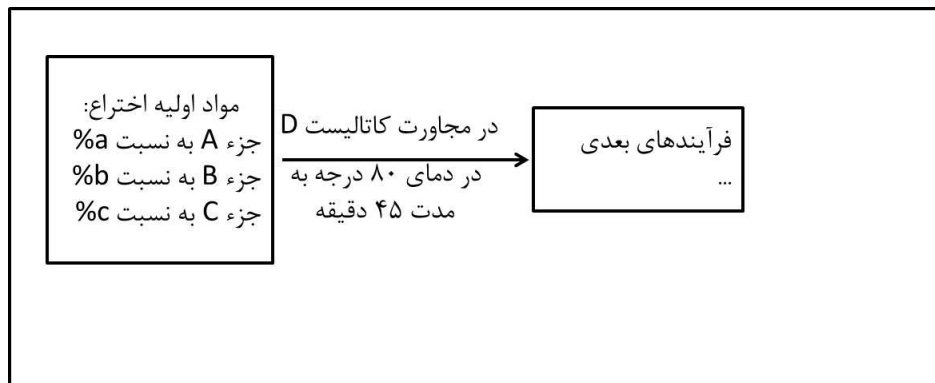 مواد اولیه اختراع:
جزء A به نسبت a%
جزء B به نسبت b%
جزء C به نسبت c%
در مجاورت کاتالیست D
در دمای ۸۰ درجه به
مدت ۴۵ دقیقه
فرآیندهای بعدی
...